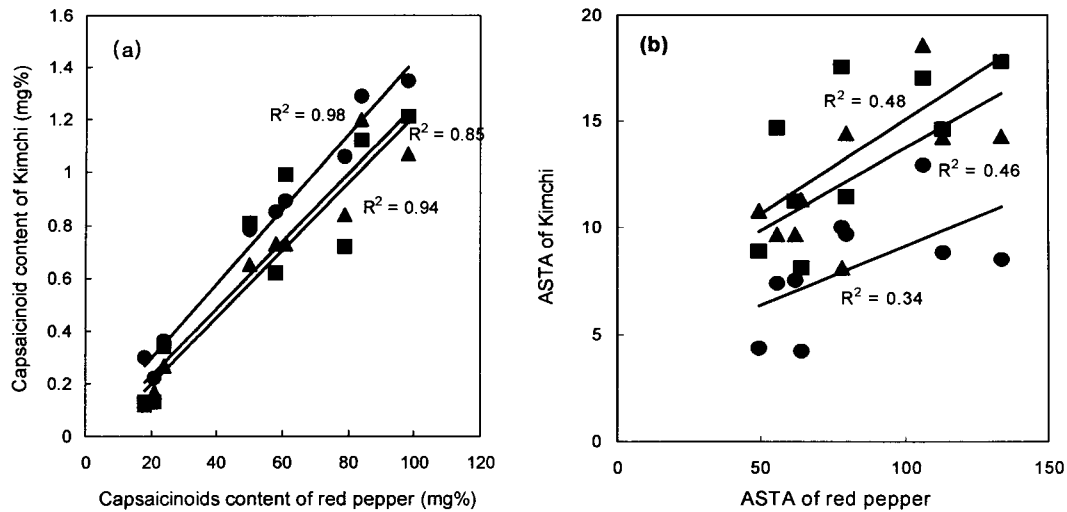 (a)
Capsaicinoid content of Kimchi (mg%)
1.6
1.4
1.2
1
0.8
0.6
0.4
0.2
0
R² = 0.98
R² = 0.85
R² = 0.94
0 20 40 60 80 100 120
Capsaicinoids content of red pepper (mg%)
(b)
ASTA of Kimchi
20
15
10
5
0
R² = 0.48
R² = 0.46
R² = 0.34
0 50 100 150
ASTA of red pepper